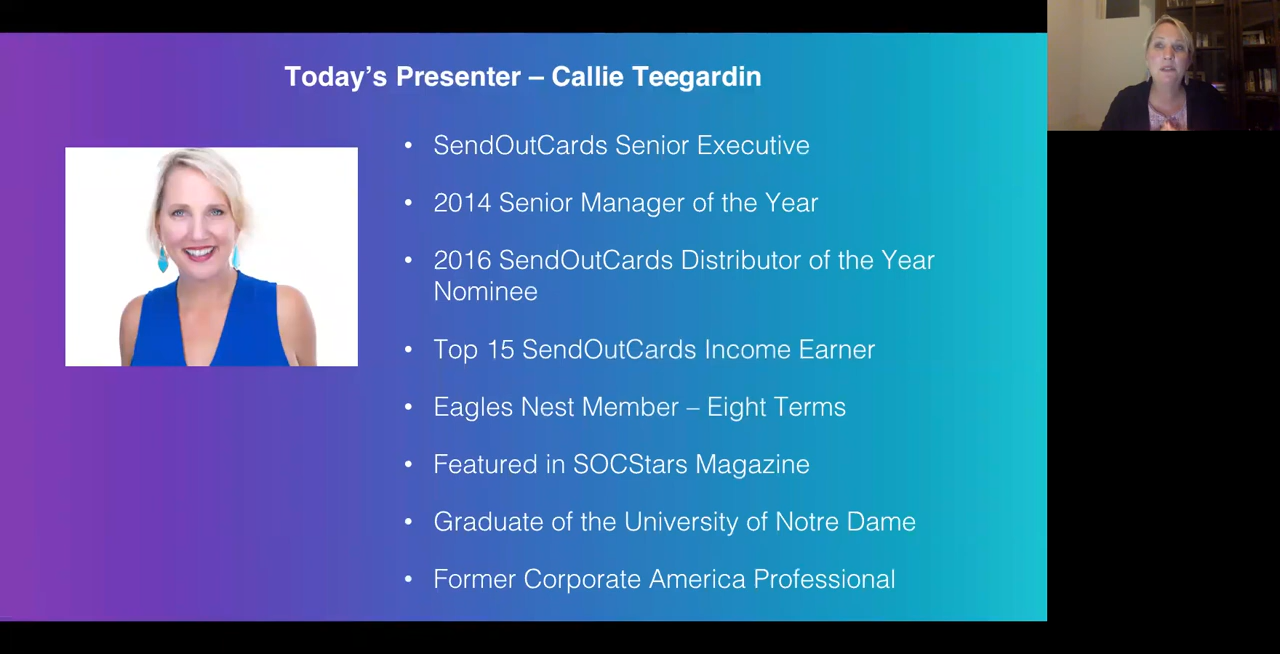 Today’s Presenter – Callie Teegardin
• SendOutCards Senior Executive
• 2014 Senior Manager of the Year
• 2016 SendOutCards Distributor of the Year
Nominee
• Top 15 SendOutCards Income Earner
• Eagles Nest Member – Eight Terms
• Featured in SOCStars Magazine
• Graduate of the University of Notre Dame
• Former Corporate America Professional